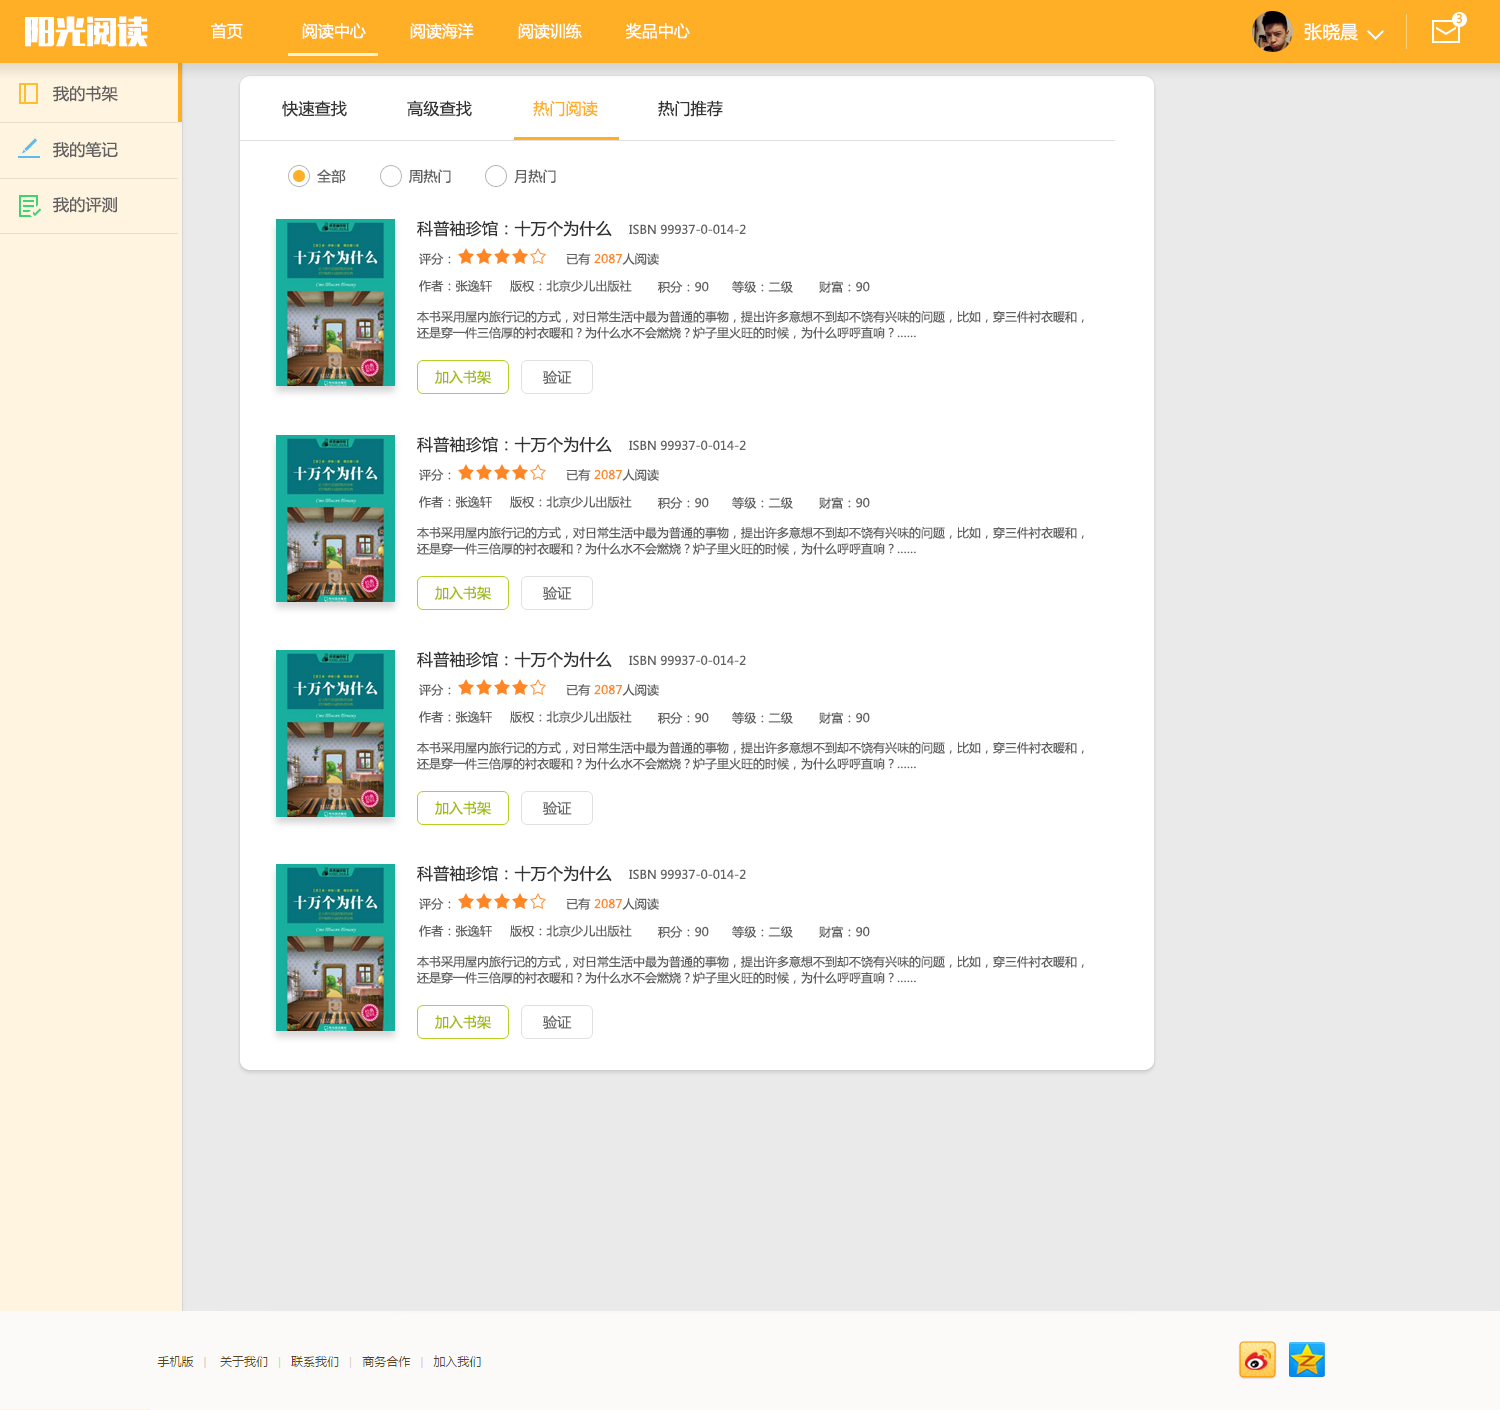 阳光阅读 首页 阅读中心 阅读海洋 阅读训练 奖品中心 张晓晨 3
我的书架
我的笔记
我的评测
快速查找 高级查找 热门阅读 热门推荐
全部 周热门 月热门
十万个为什么
科普袖珍馆：十万个为什么 ISBN 99937-0-014-2
评分： 已有 2087人阅读
作者：张逸轩 版权：北京少儿出版社 积分：90 等级：二级 财富：90
本书采用屋内旅行记的方式，对日常生活中最为普通的事物，提出许多意想不到却不饶有兴味的问题，比如，穿三件衬衣暖和，
还是穿一件三倍厚的衬衣暖和？为什么水不会燃烧？炉子里火旺的时候，为什么呼呼直响？......
加入书架 验证
十万个为什么
科普袖珍馆：十万个为什么 ISBN 99937-0-014-2
评分： 已有 2087人阅读
作者：张逸轩 版权：北京少儿出版社 积分：90 等级：二级 财富：90
本书采用屋内旅行记的方式，对日常生活中最为普通的事物，提出许多意想不到却不饶有兴味的问题，比如，穿三件衬衣暖和，
还是穿一件三倍厚的衬衣暖和？为什么水不会燃烧？炉子里火旺的时候，为什么呼呼直响？......
加入书架 验证
十万个为什么
科普袖珍馆：十万个为什么 ISBN 99937-0-014-2
评分： 已有 2087人阅读
作者：张逸轩 版权：北京少儿出版社 积分：90 等级：二级 财富：90
本书采用屋内旅行记的方式，对日常生活中最为普通的事物，提出许多意想不到却不饶有兴味的问题，比如，穿三件衬衣暖和，
还是穿一件三倍厚的衬衣暖和？为什么水不会燃烧？炉子里火旺的时候，为什么呼呼直响？......
加入书架 验证
十万个为什么
科普袖珍馆：十万个为什么 ISBN 99937-0-014-2
评分： 已有 2087人阅读
作者：张逸轩 版权：北京少儿出版社 积分：90 等级：二级 财富：90
本书采用屋内旅行记的方式，对日常生活中最为普通的事物，提出许多意想不到却不饶有兴味的问题，比如，穿三件衬衣暖和，
还是穿一件三倍厚的衬衣暖和？为什么水不会燃烧？炉子里火旺的时候，为什么呼呼直响？......
加入书架 验证
手机版 | 关于我们 | 联系我们 | 商务合作 | 加入我们